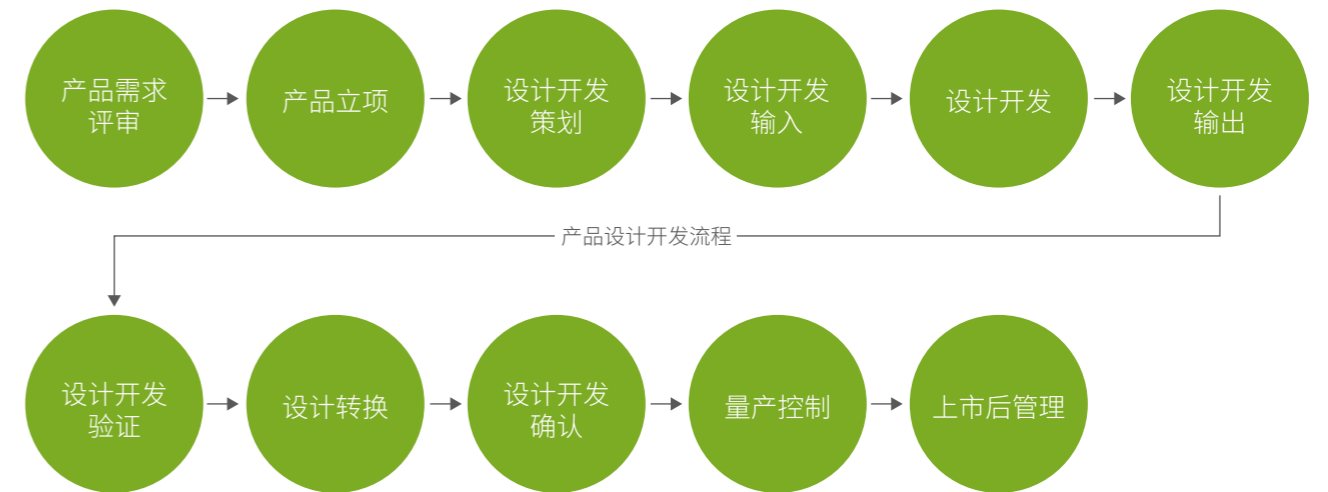 产品需求
评审
产品立项
设计开发
策划
设计开发
输入
设计开发
设计开发
输出
产品设计开发流程
设计开发
验证
设计转换
设计开发
确认
量产控制
上市后管理